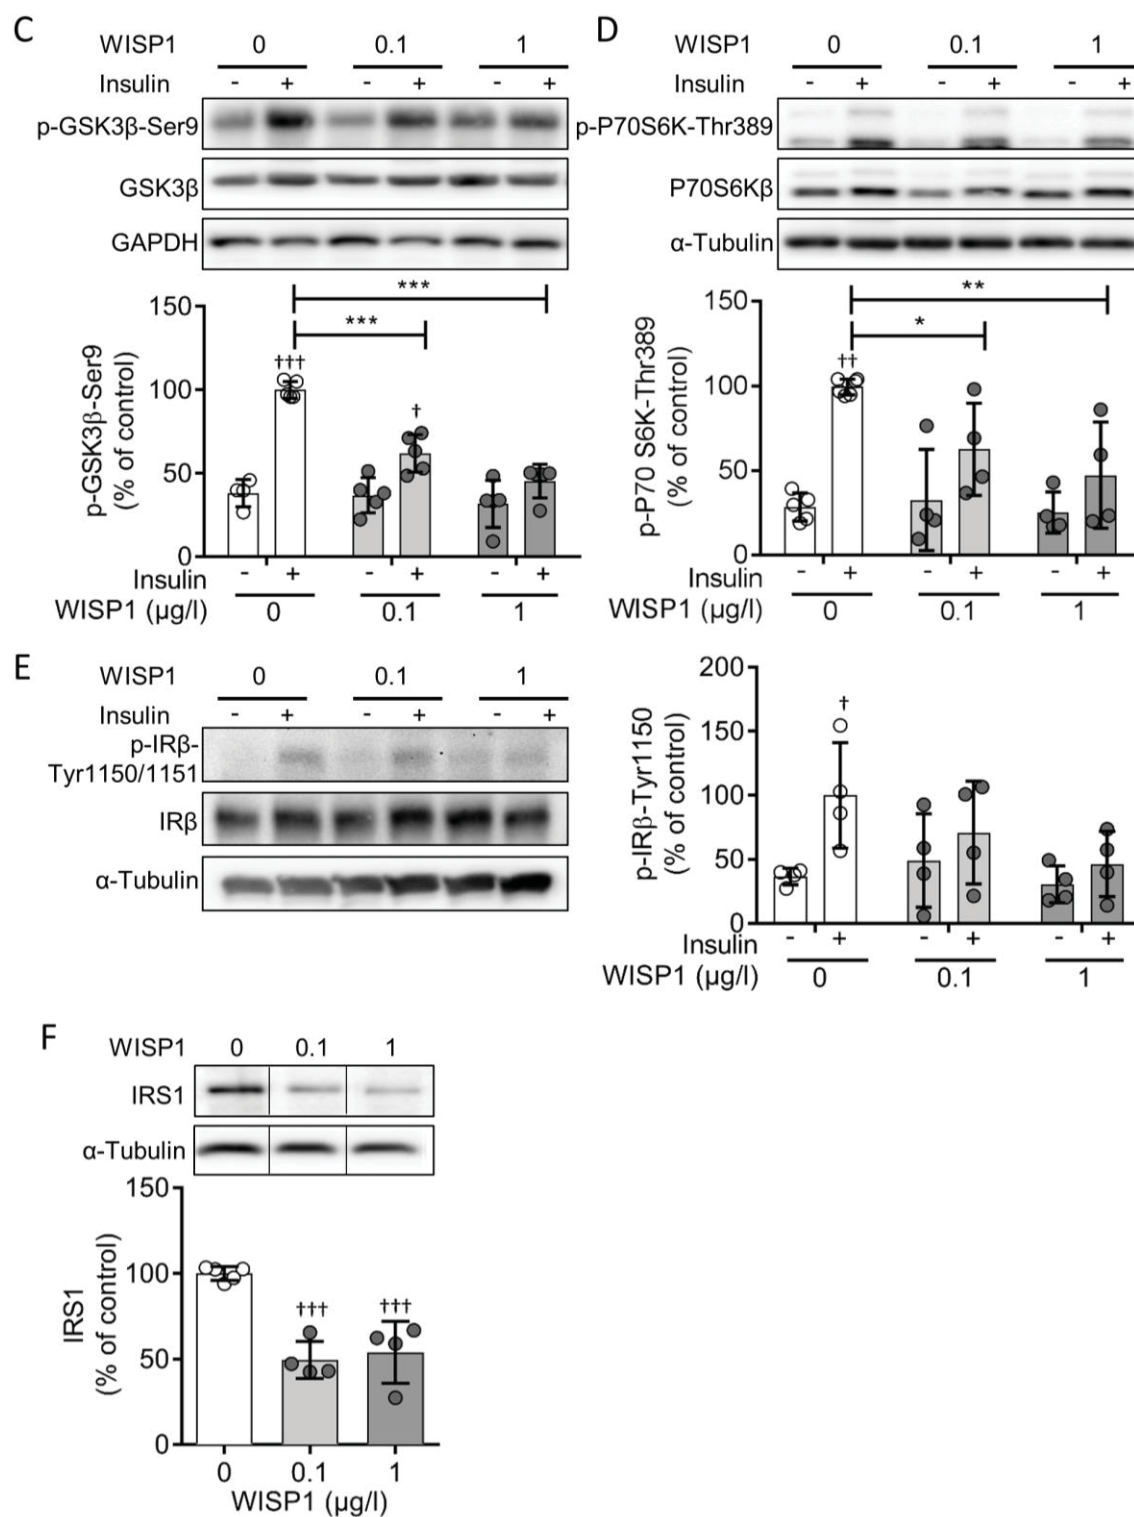 C
WISP1 0 0.1 1
Insulin - + - + - +
p-GSK3β-Ser9
GSK3β
GAPDH
*** 
***
†††
†
150
100
50
0
p-GSK3β-Ser9
(% of control)
Insulin - + - + - +
WISP1 (µg/l) 0 0.1 1
D
WISP1 0 0.1 1
Insulin - + - + - +
p-P70S6K-Thr389
P70S6Kβ
α-Tubulin
**
*
††
150
100
50
0
p-P70 S6K-Thr389
(% of control)
Insulin - + - + - +
WISP1 (µg/l) 0 0.1 1
E
WISP1 0 0.1 1
Insulin - + - + - +
p-IRβ-
Tyr1150/1151
IRβ
α-Tubulin
200
150
100
50
0
†
p-IRβ-Tyr1150
(% of control)
Insulin - + - + - +
WISP1 (µg/l) 0 0.1 1
F
WISP1 0 0.1 1
IRS1
α-Tubulin
150
100
50
0
††† †††
IRS1
(% of control)
0 0.1 1
WISP1 (µg/l)